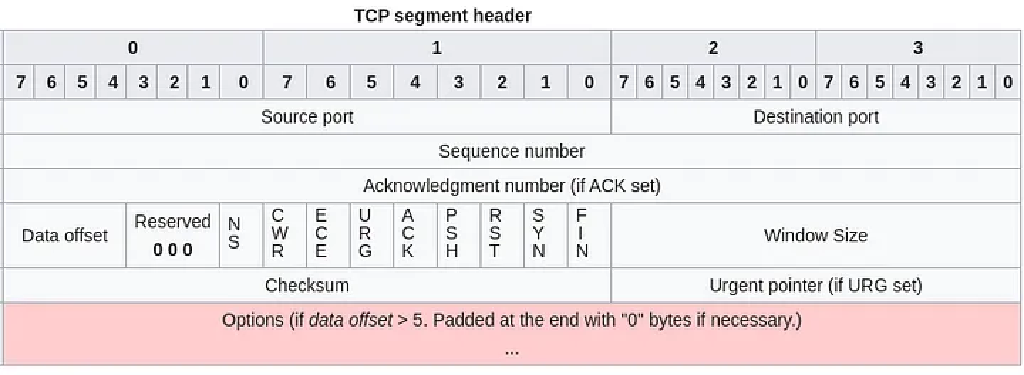 TCP segment header
0 1 2 3
7 6 5 4 3 2 1 0 7 6 5 4 3 2 1 0 7 6 5 4 3 2 1 0 7 6 5 4 3 2 1 0
Source port Destination port
Sequence number
Acknowledgment number (if ACK set)
Data offset Reserved 0 0 0 NS CWR ECE URG ACK PSH RST SYN FIN Window Size
Checksum Urgent pointer (if URG set)
Options (if data offset > 5. Padded at the end with "0" bytes if necessary.)
...